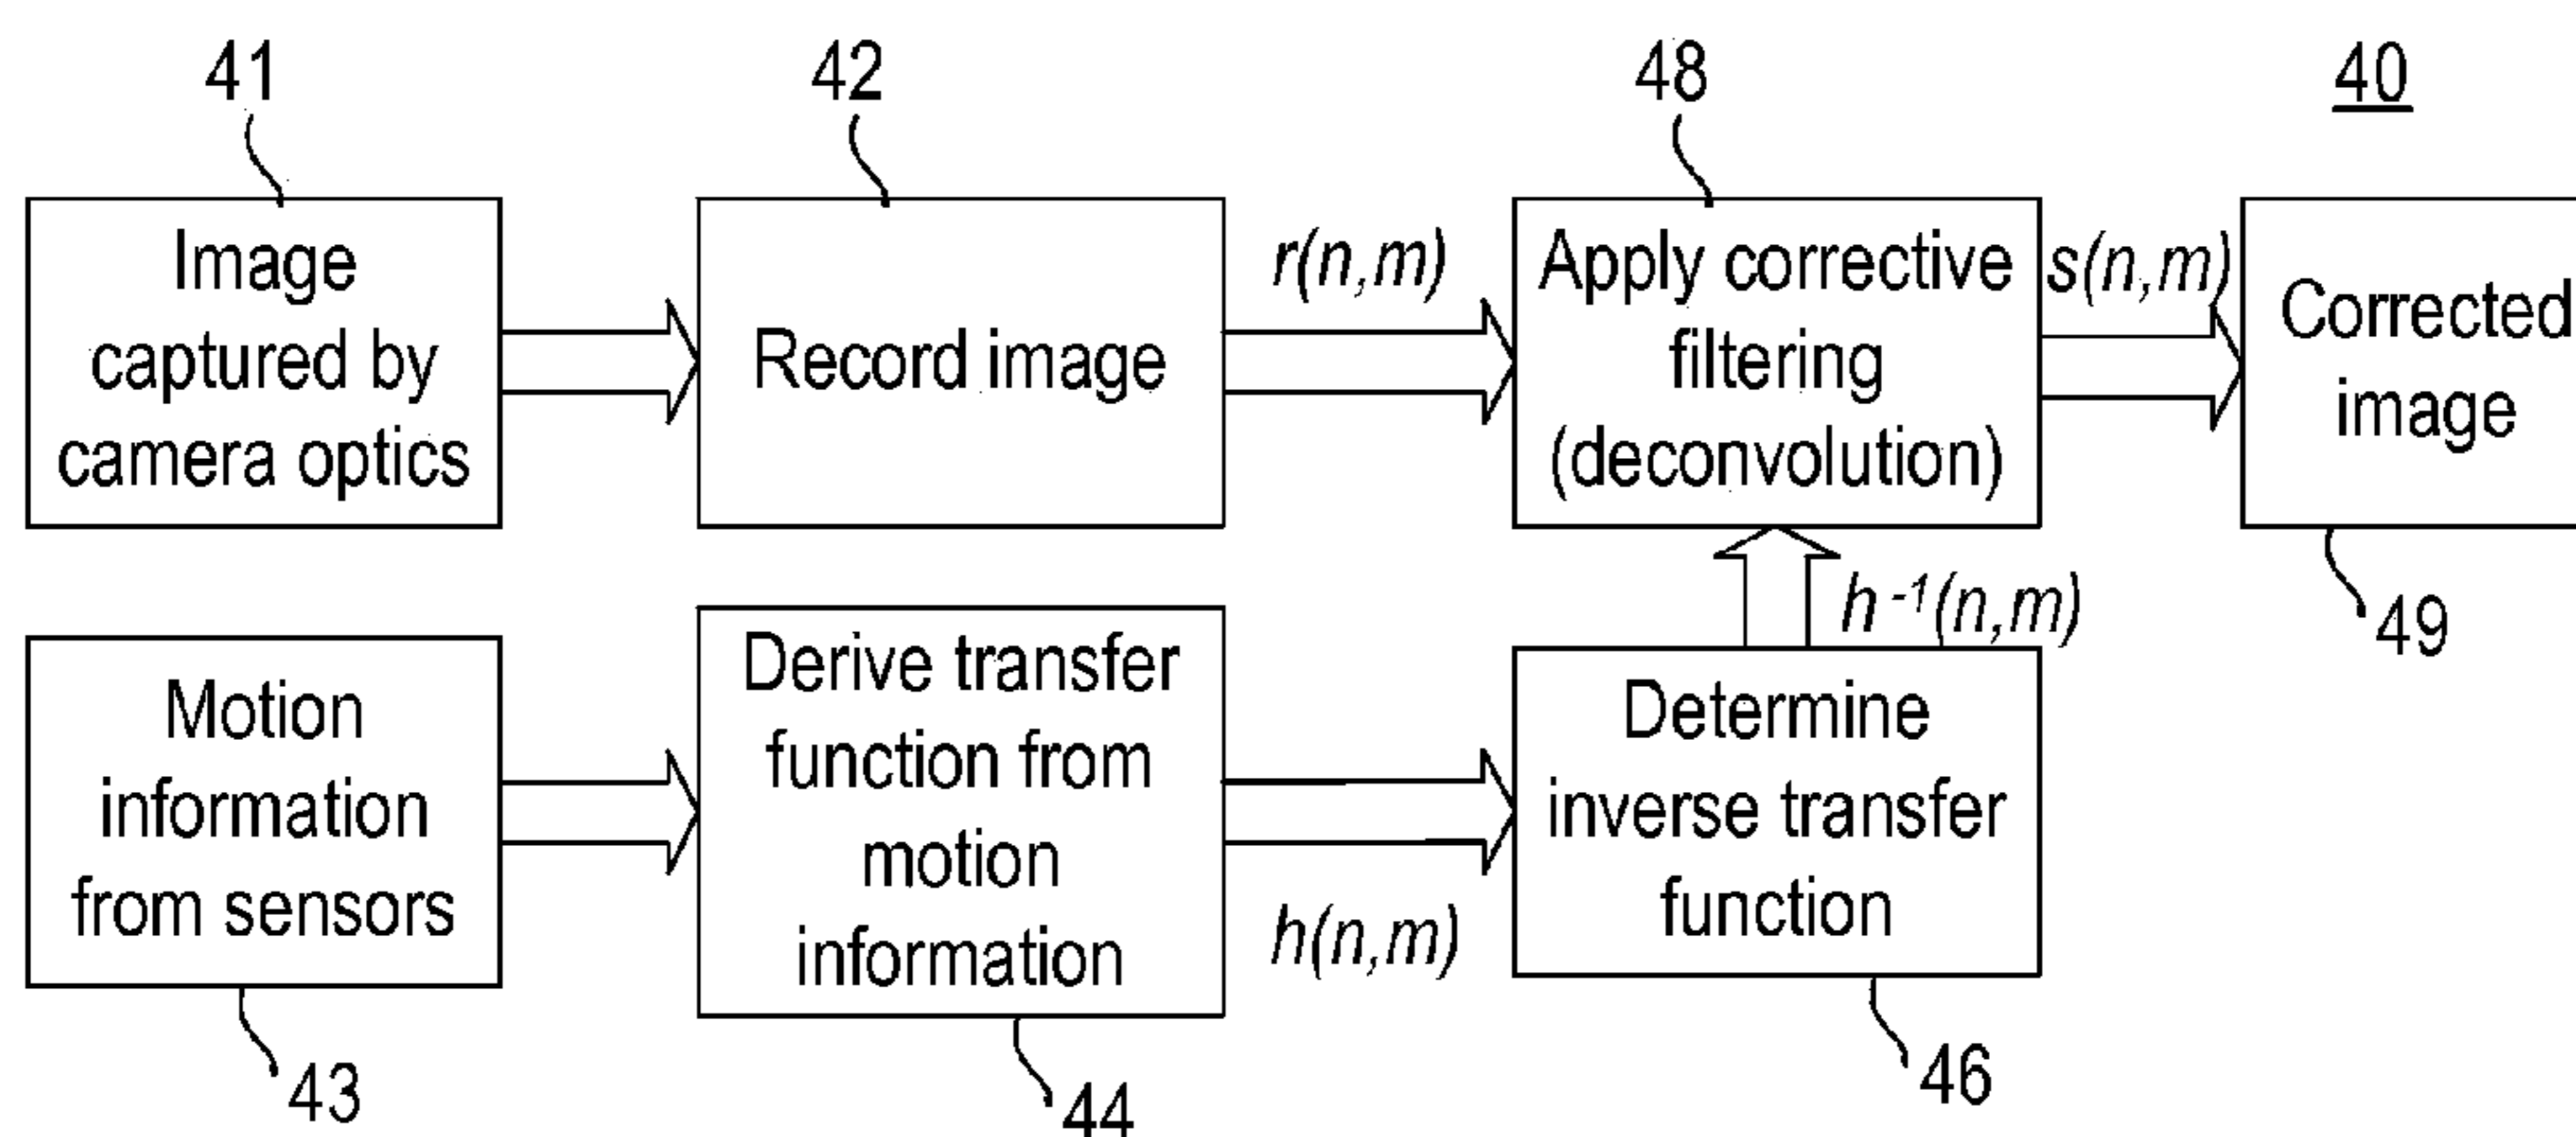 41
42
48
40
Image
captured by
camera optics
Record image
r(n,m)
Apply corrective
filtering
(deconvolution)
s(n,m)
Corrected
image
49
Motion
information
from sensors
43
Derive transfer
function from
motion
information
44
h(n,m)
Determine
inverse transfer
function
46
h⁻¹(n,m)